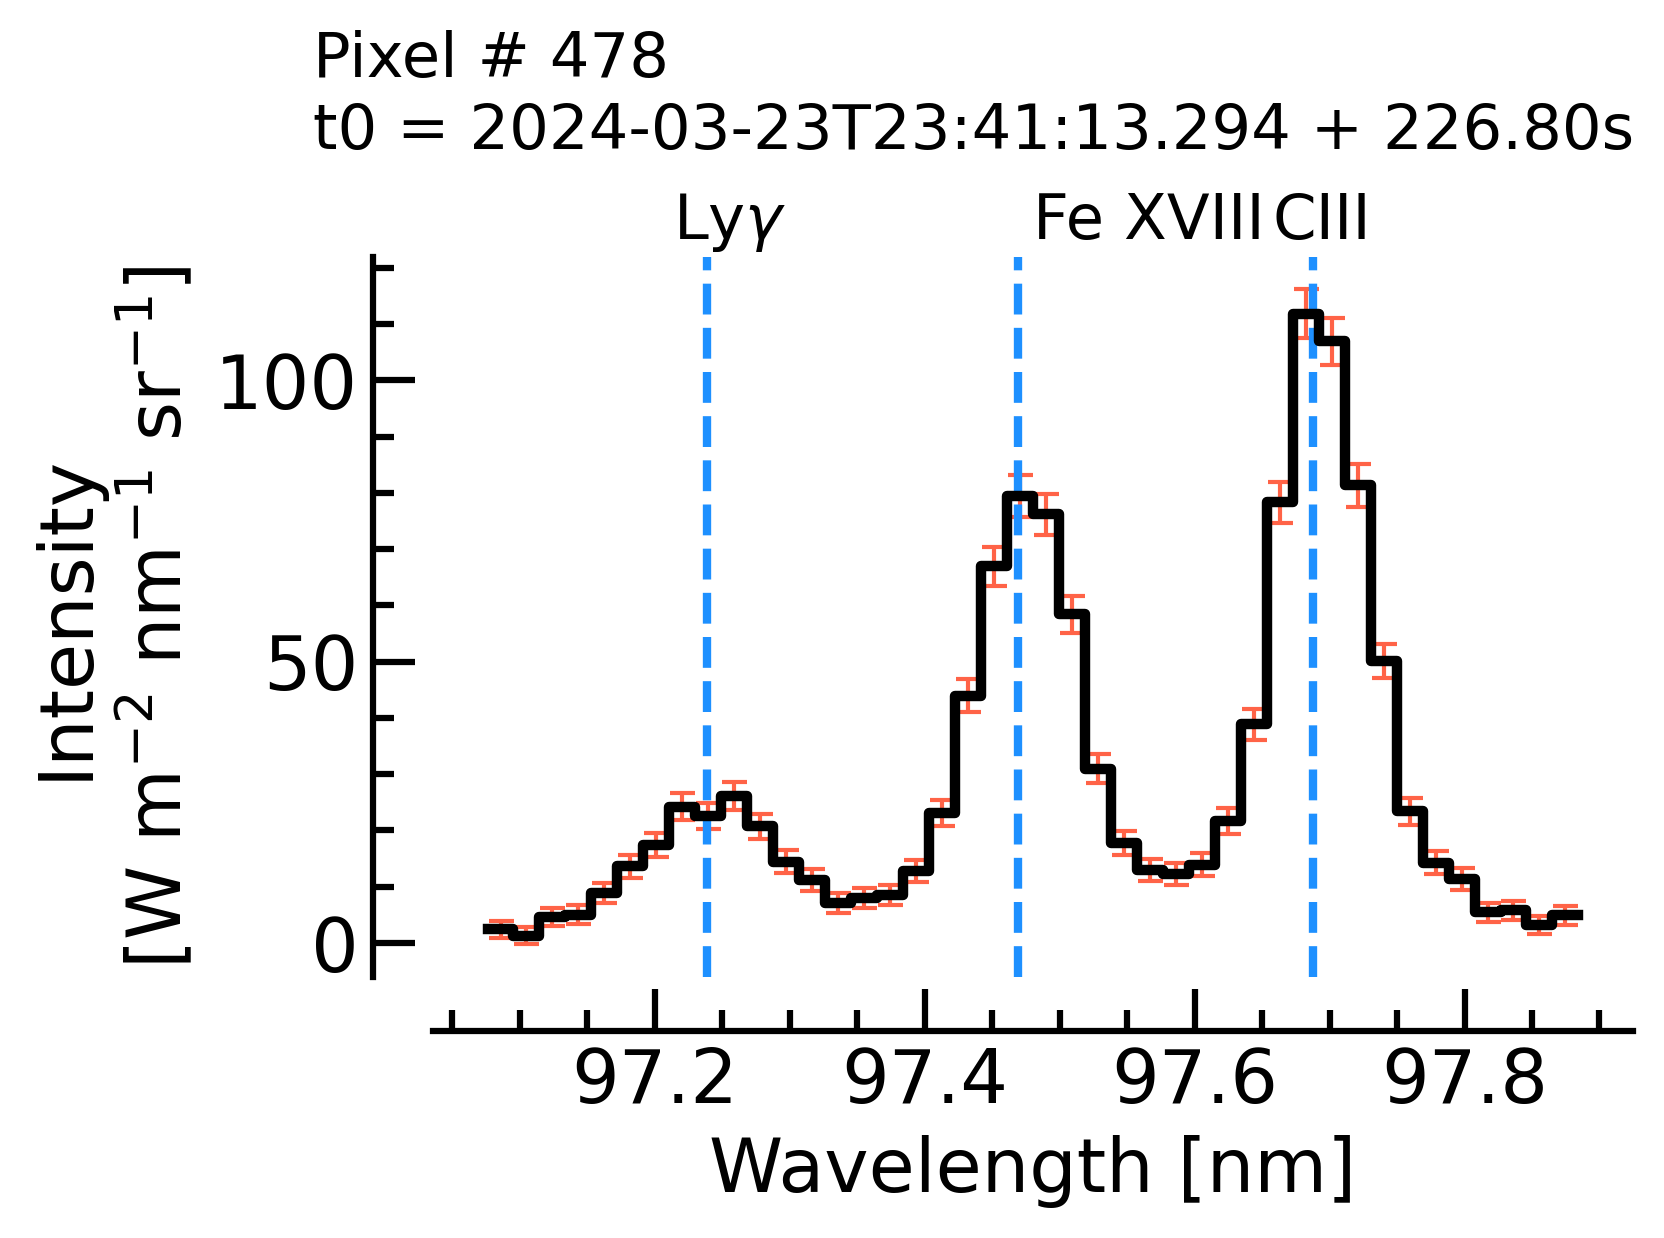 Pixel # 478
t0 = 2024-03-23T23:41:13.294 + 226.80s
Lyγ Fe XVIII CIII
Intensity
[W m⁻² nm⁻¹ sr⁻¹]
100
50
0
97.2 97.4 97.6 97.8
Wavelength [nm]